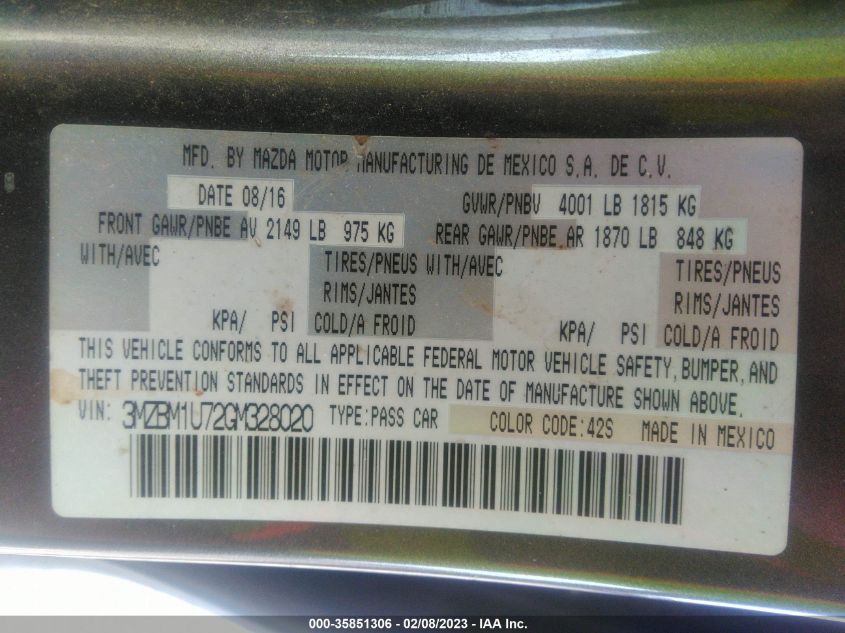 MFD. BY MAZDA MOTOR MANUFACTURING DE MEXICO S.A. DE C.V.
DATE 08/16 GVWR/PNBV 4001 LB 1815 KG
FRONT GAWR/PNBE AV 2149 LB 975 KG REAR GAWR/PNBE AR 1870 LB 848 KG
WITH/AVEC TIRES/PNEUS WITH/AVEC TIRES/PNEUS
RIMS/JANTES RIMS/JANTES
KPA/ PSI COLD/A FROID KPA/ PSI COLD/A FROID
THIS VEHICLE CONFORMS TO ALL APPLICABLE FEDERAL MOTOR VEHICLE SAFETY, BUMPER, AND
THEFT PREVENTION STANDARDS IN EFFECT ON THE DATE OF MANUFACTURE SHOWN ABOVE.
VIN: 3MZBM1U72GM328020 TYPE:PASS CAR COLOR CODE:42S MADE IN MEXICO
000-35851306 - 02/08/2023 - IAA Inc.